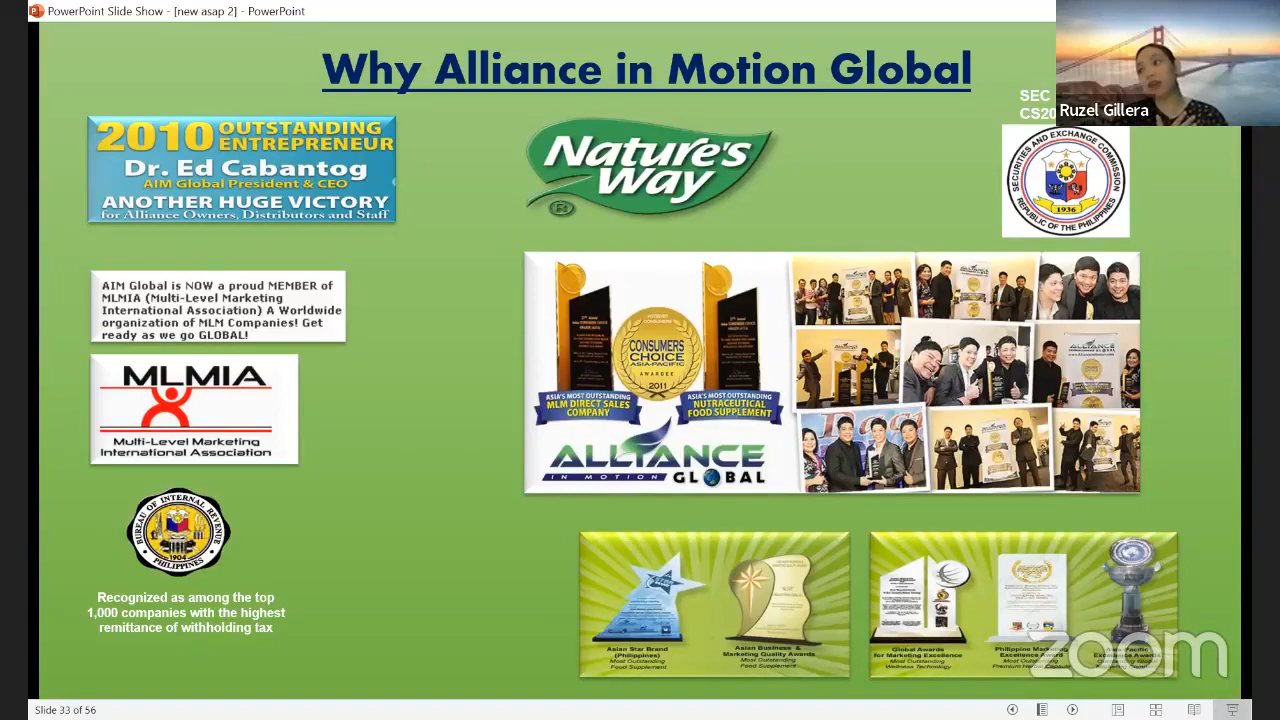 PowerPoint Slide Show - [new asap 2] - PowerPoint
Why Alliance in Motion Global
Ruzel Gillera
SEC
CS20
2010 OUTSTANDING
ENTREPRENEUR
Dr. Ed Cabantog
AIM Global President & CEO
ANOTHER HUGE VICTORY
for Alliance Owners, Distributors and Staff
Nature's
Way
®
SECURITIES AND EXCHANGE COMMISSION
REPUBLIC OF THE PHILIPPINES
1936
AIM Global is NOW a proud MEMBER of
MLMIA (Multi-Level Marketing
International Association) A Worldwide
organization of MLM Companies! Get
ready as we go GLOBAL!
MLMIA
Multi-Level Marketing
International Association
CONSUMERS
CHOICE
ASIA-PACIFIC
AWARDEE
2011
ASIA'S MOST OUTSTANDING
MLM DIRECT SALES
COMPANY
ASIA'S MOST OUTSTANDING
NUTRACEUTICAL
FOOD SUPPLEMENT
ALLIANCE
IN MOTION GLOBAL
BUREAU OF INTERNAL REVENUE
1904
PHILIPPINES
Recognized as among the top
1,000 companies with the highest
remittance of withholding tax
Asian Star Brand
(Philippines)
Most Outstanding
Food Supplement
Asian Business &
Marketing Quality Awards
Most Outstanding
Food Supplement
Global Awards
for Marketing Excellence
Most Outstanding
Wellness Technology
Philippine Marketing
Excellence Award
Most Outstanding
Premium Herbal Capsule
Asia-Pacific
Excellence Awards
zoom
Slide 33 of 56